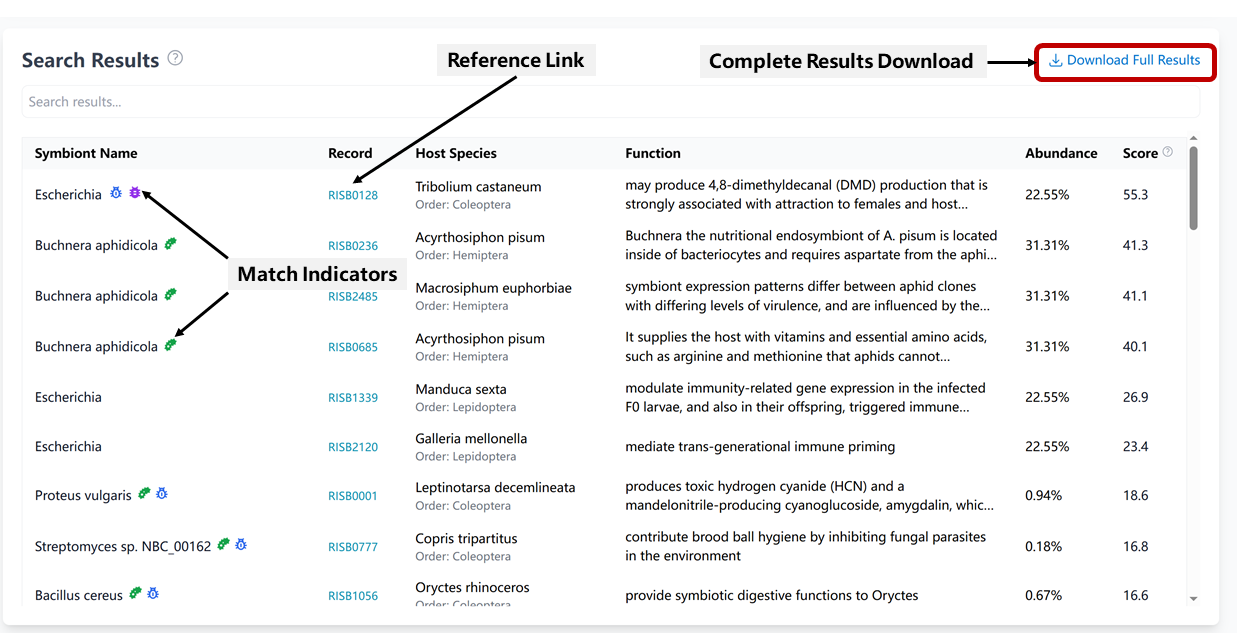 Reference Link
Complete Results Download
Search Results
Download Full Results
Search results...
Symbiont Name Record Host Species Function Abundance Score
Escherichia RISB0128 Tribolium castaneum may produce 4,8-dimethyldecanal (DMD) production that is 22.55% 55.3
Order: Coleoptera strongly associated with attraction to females and host...
Buchnera aphidicola RISB0236 Acyrthosiphon pisum Buchnera the nutritional endosymbiont of A. pisum is located 31.31% 41.3
Order: Hemiptera inside of bacteriocytes and requires aspartate from the aphi...
Match Indicators
Buchnera aphidicola RISB2485 Macrosiphum euphorbiae symbiont expression patterns differ between aphid clones 31.31% 41.1
Order: Hemiptera with differing levels of virulence, and are influenced by the...
Buchnera aphidicola RISB0685 Acyrthosiphon pisum It supplies the host with vitamins and essential amino acids, 31.31% 40.1
Order: Hemiptera such as arginine and methionine that aphids cannot...
Escherichia RISB1339 Manduca sexta modulate immunity-related gene expression in the infected 22.55% 26.9
Order: Lepidoptera F0 larvae, and also in their offspring, triggered immune...
Escherichia RISB2120 Galleria mellonella mediate trans-generational immune priming 22.55% 23.4
Order: Lepidoptera
Proteus vulgaris RISB0001 Leptinotarsa decemlineata produces toxic hydrogen cyanide (HCN) and a 0.94% 18.6
Order: Coleoptera mandelonitrile-producing cyanoglucoside, amygdalin, whic...
Streptomyces sp. NBC_00162 RISB0777 Copris tripartitus contribute brood ball hygiene by inhibiting fungal parasites 0.18% 16.8
Order: Coleoptera in the environment
Bacillus cereus RISB1056 Oryctes rhinoceros provide symbiotic digestive functions to Oryctes 0.67% 16.6
Order: Coleoptera